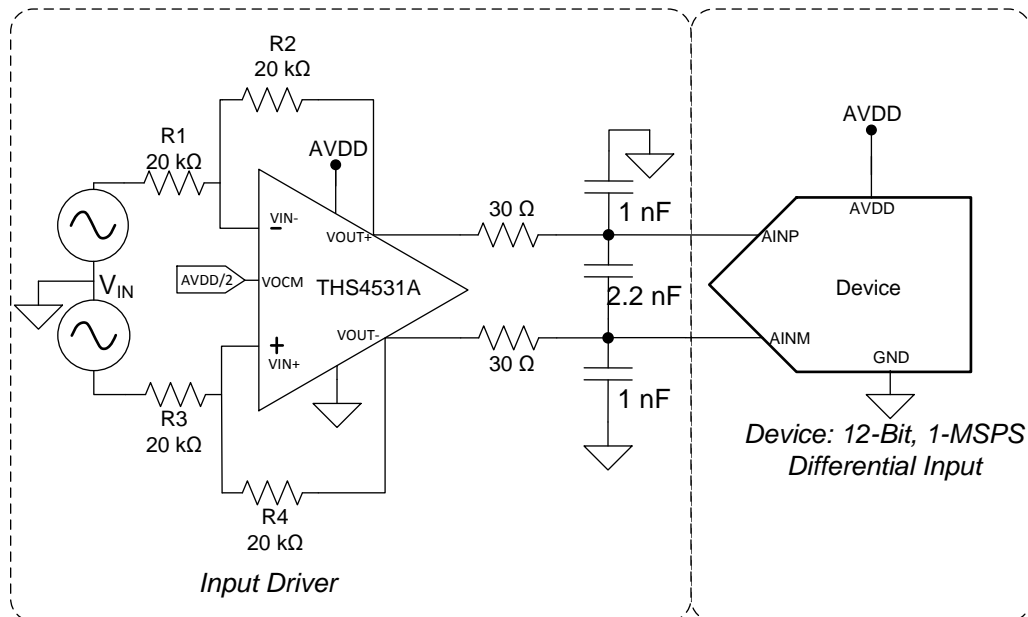 R2
20 kΩ
R1
20 kΩ
AVDD
AVDD
VIN-
-
VOUT+
30 Ω
1 nF
AVDD
AINP
VIN
AVDD/2
VOCM
THS4531A
2.2 nF
Device
+
VIN+
VOUT-
30 Ω
AINM
GND
1 nF
R3
20 kΩ
R4
20 kΩ
Device: 12-Bit, 1-MSPS
Differential Input
Input Driver